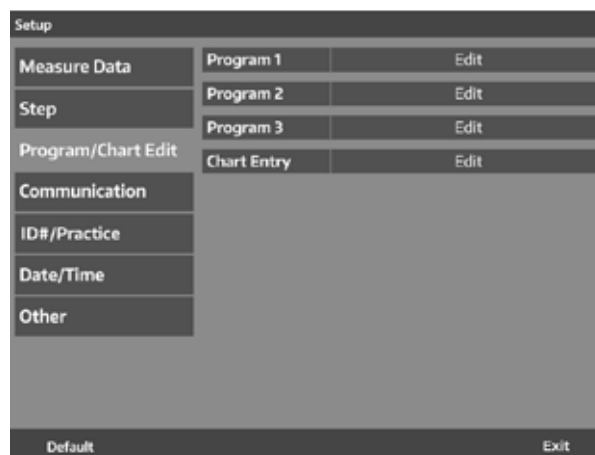 Setup
Measure Data
Step
Program/Chart Edit
Communication
ID#/Practice
Date/Time
Other
Program 1 Edit
Program 2 Edit
Program 3 Edit
Chart Entry Edit
Default Exit